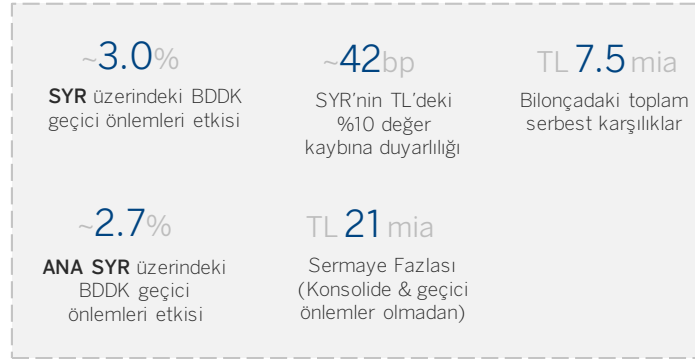 ~3.0%
SYR üzerindeki BDDK
geçici önlemleri etkisi
~42bp
SYR'nin TL'deki
%10 değer
kaybına duyarlılığı
TL 7.5 mia
Bilonçadaki toplam
serbest karşılıklar
~2.7%
ANA SYR üzerindeki
BDDK geçici
önlemleri etkisi
TL 21 mia
Sermaye Fazlası
(Konsolide & geçici
önlemler olmadan)